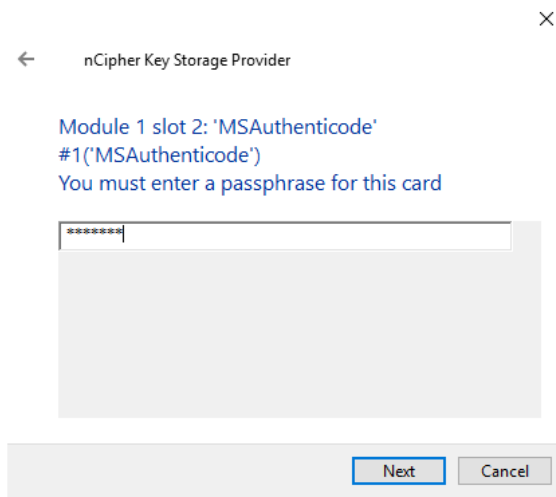 nCipher Key Storage Provider
Module 1 slot 2: 'MSAuthenticode'
#1('MSAuthenticode')
You must enter a passphrase for this card
*******
Next Cancel